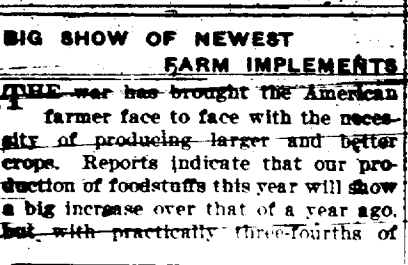 BIG SHOW OF NEWEST
FARM IMPLEMENTS
THE war has brought the American
farmer face to face with the neces-
sity of producing larger and better
crops. Reports indicate that our pro-
duction of foodstuffs this year will show
a big increase over that of a year ago,
but with practically three-fourths of